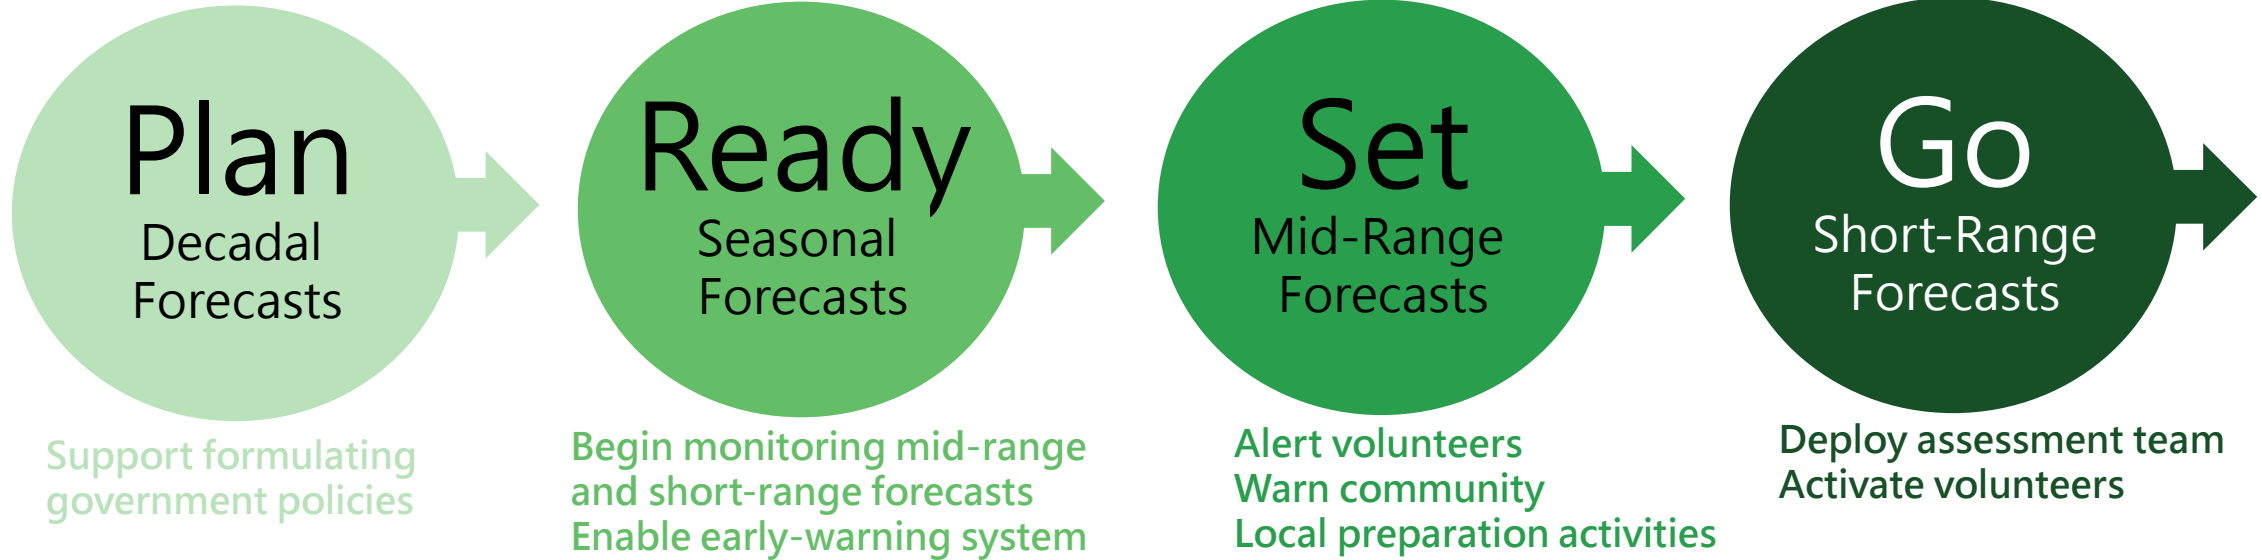 Plan
Decadal
Forecasts
Support formulating
government policies
Ready
Seasonal
Forecasts
Begin monitoring mid-range
and short-range forecasts
Enable early-warning system
Set
Mid-Range
Forecasts
Alert volunteers
Warn community
Local preparation activities
Go
Short-Range
Forecasts
Deploy assessment team
Activate volunteers